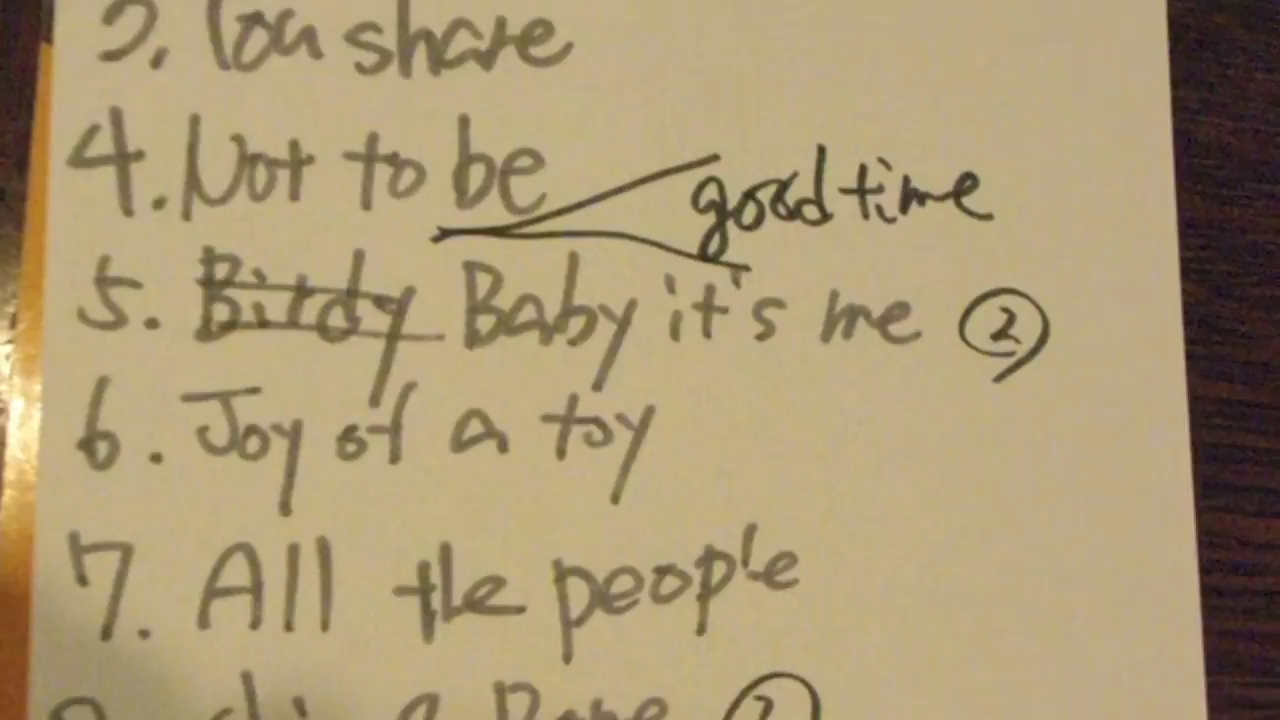 3. You share
4. Not to be
good time
5. Birdy Baby it's me ②
6. Joy of a toy
7. All the people